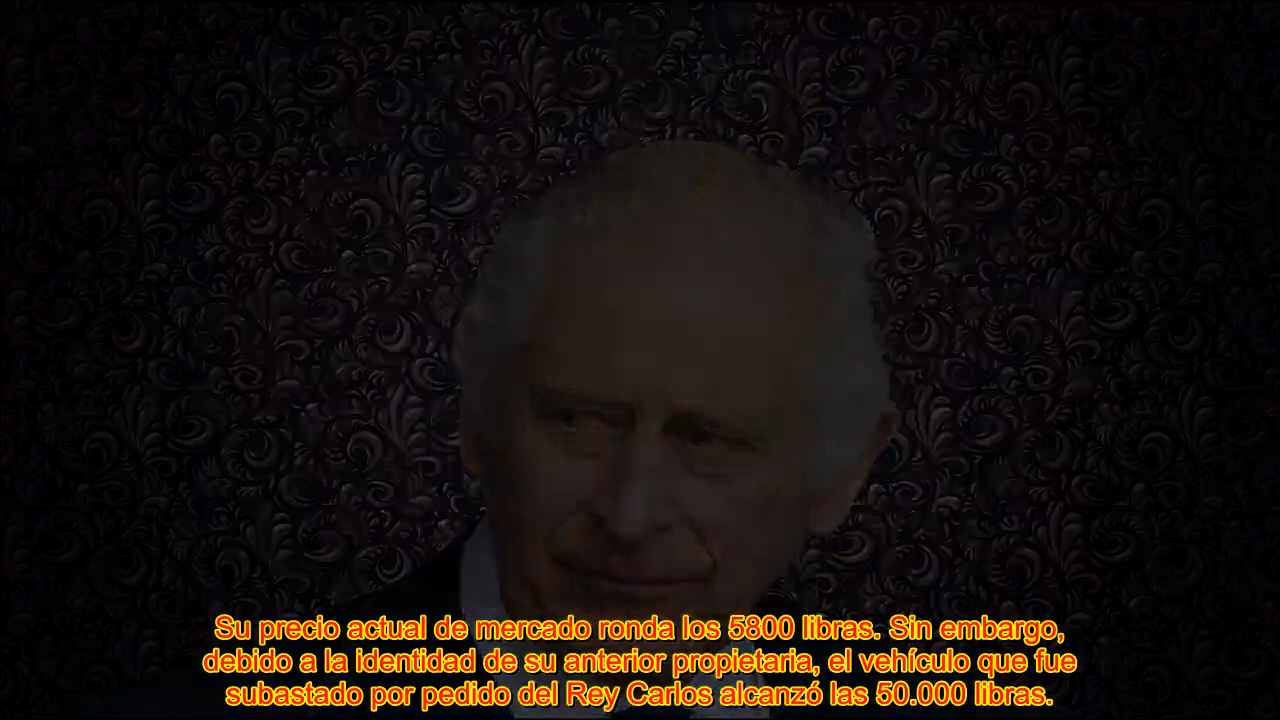 Su precio actual de mercado ronda los 5800 libras. Sin embargo,
debido a la identidad de su anterior propietaria, el vehículo que fue
subastado por pedido del Rey Carlos alcanzó las 50.000 libras.